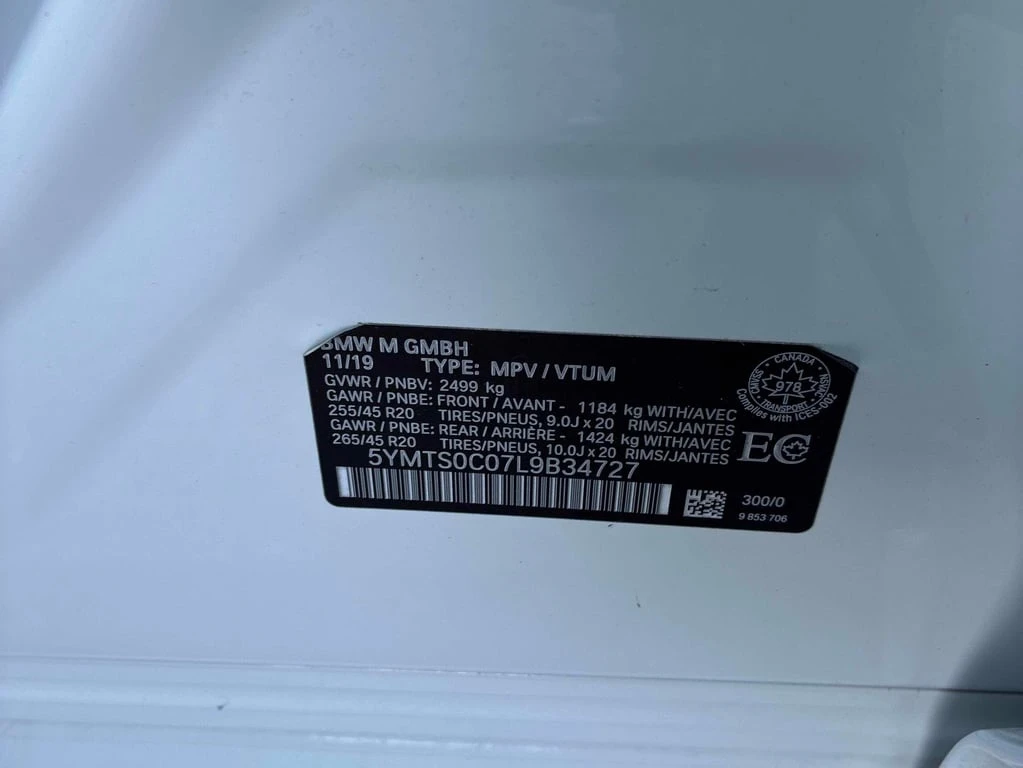 BMW M GMBH
11/19 TYPE: MPV / VTUM
GVWR / PNBV: 2499 kg
GAWR / PNBE: FRONT / AVANT - 1184 kg WITH/AVEC
255/45 R20 TIRES/PNEUS, 9.0J x 20 RIMS/JANTES
GAWR / PNBE: REAR / ARRIÈRE - 1424 kg WITH/AVEC
265/45 R20 TIRES/PNEUS, 10.0J x 20 RIMS/JANTES
5YMTS0C07L9B34727
CANADA
978
TRANSPORT
Complies with ICES-002
EC
300/0
9 853 706